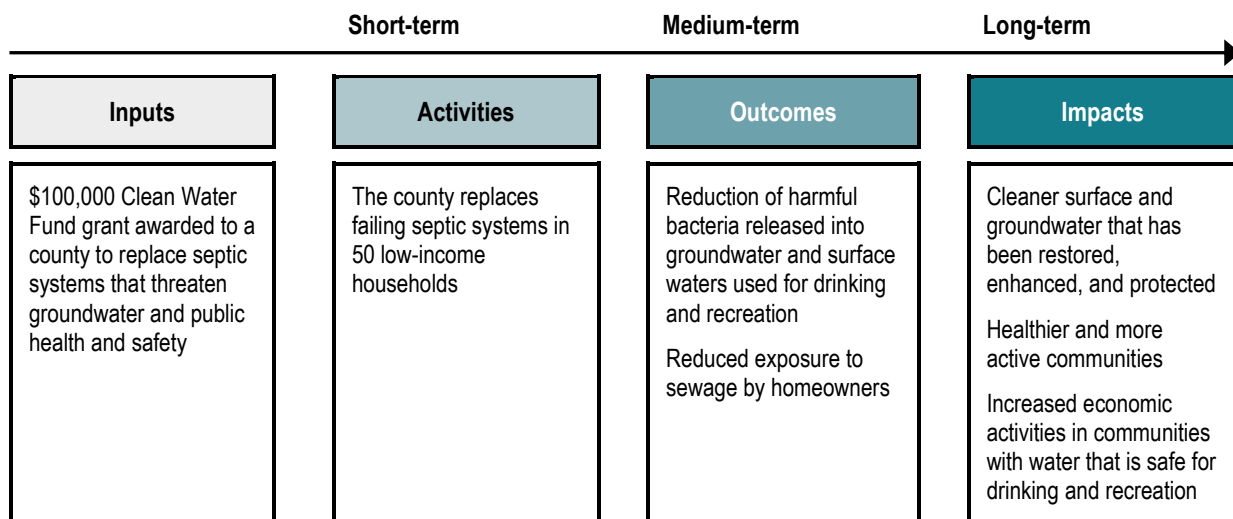 Short-term
Medium-term
Long-term
Inputs
Activities
Outcomes
Impacts
$100,000 Clean Water
Fund grant awarded to a
county to replace septic
systems that threaten
groundwater and public
health and safety
The county replaces
failing septic systems in
50 low-income
households
Reduction of harmful
bacteria released into
groundwater and surface
waters used for drinking
and recreation
Reduced exposure to
sewage by homeowners
Cleaner surface and
groundwater that has
been restored,
enhanced, and protected
Healthier and more
active communities
Increased economic
activities in communities
with water that is safe for
drinking and recreation